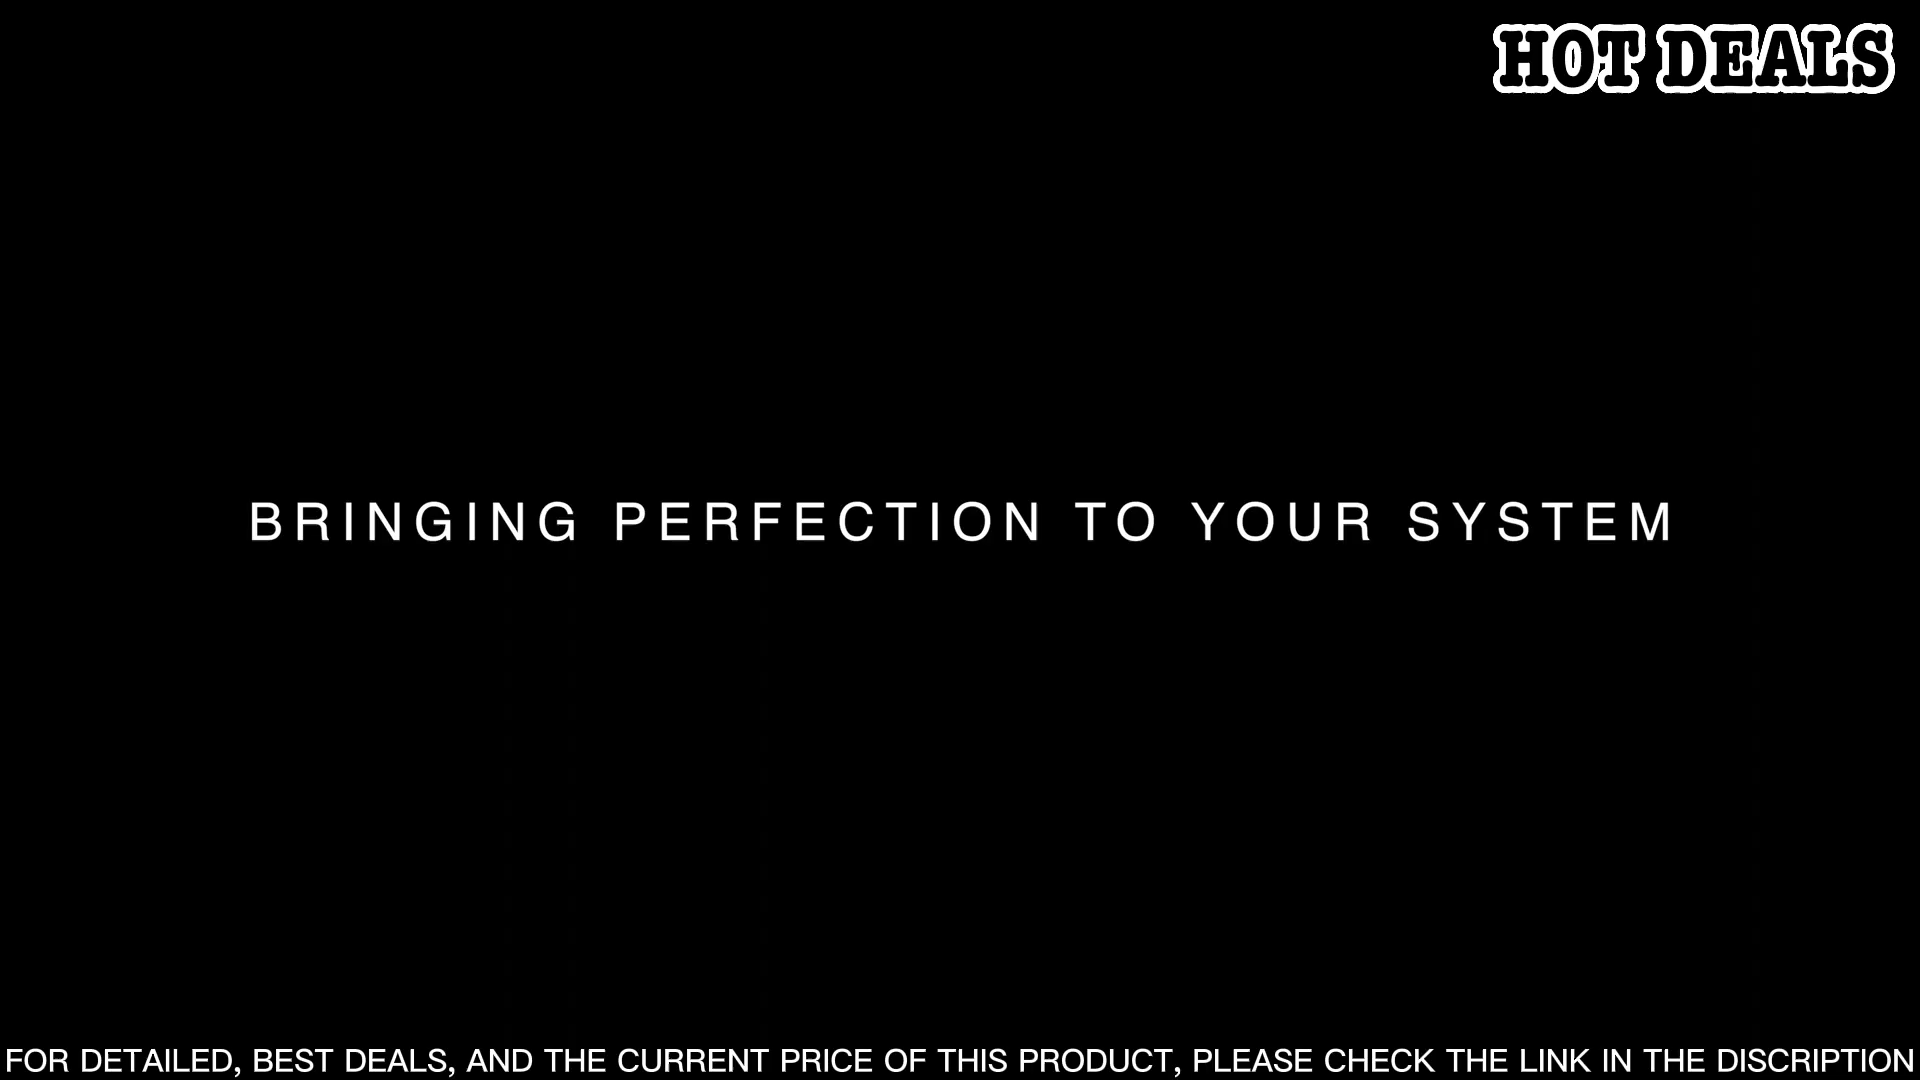 HOT DEALS
BRINGING PERFECTION TO YOUR SYSTEM
FOR DETAILED, BEST DEALS, AND THE CURRENT PRICE OF THIS PRODUCT, PLEASE CHECK THE LINK IN THE DISCRIPTION